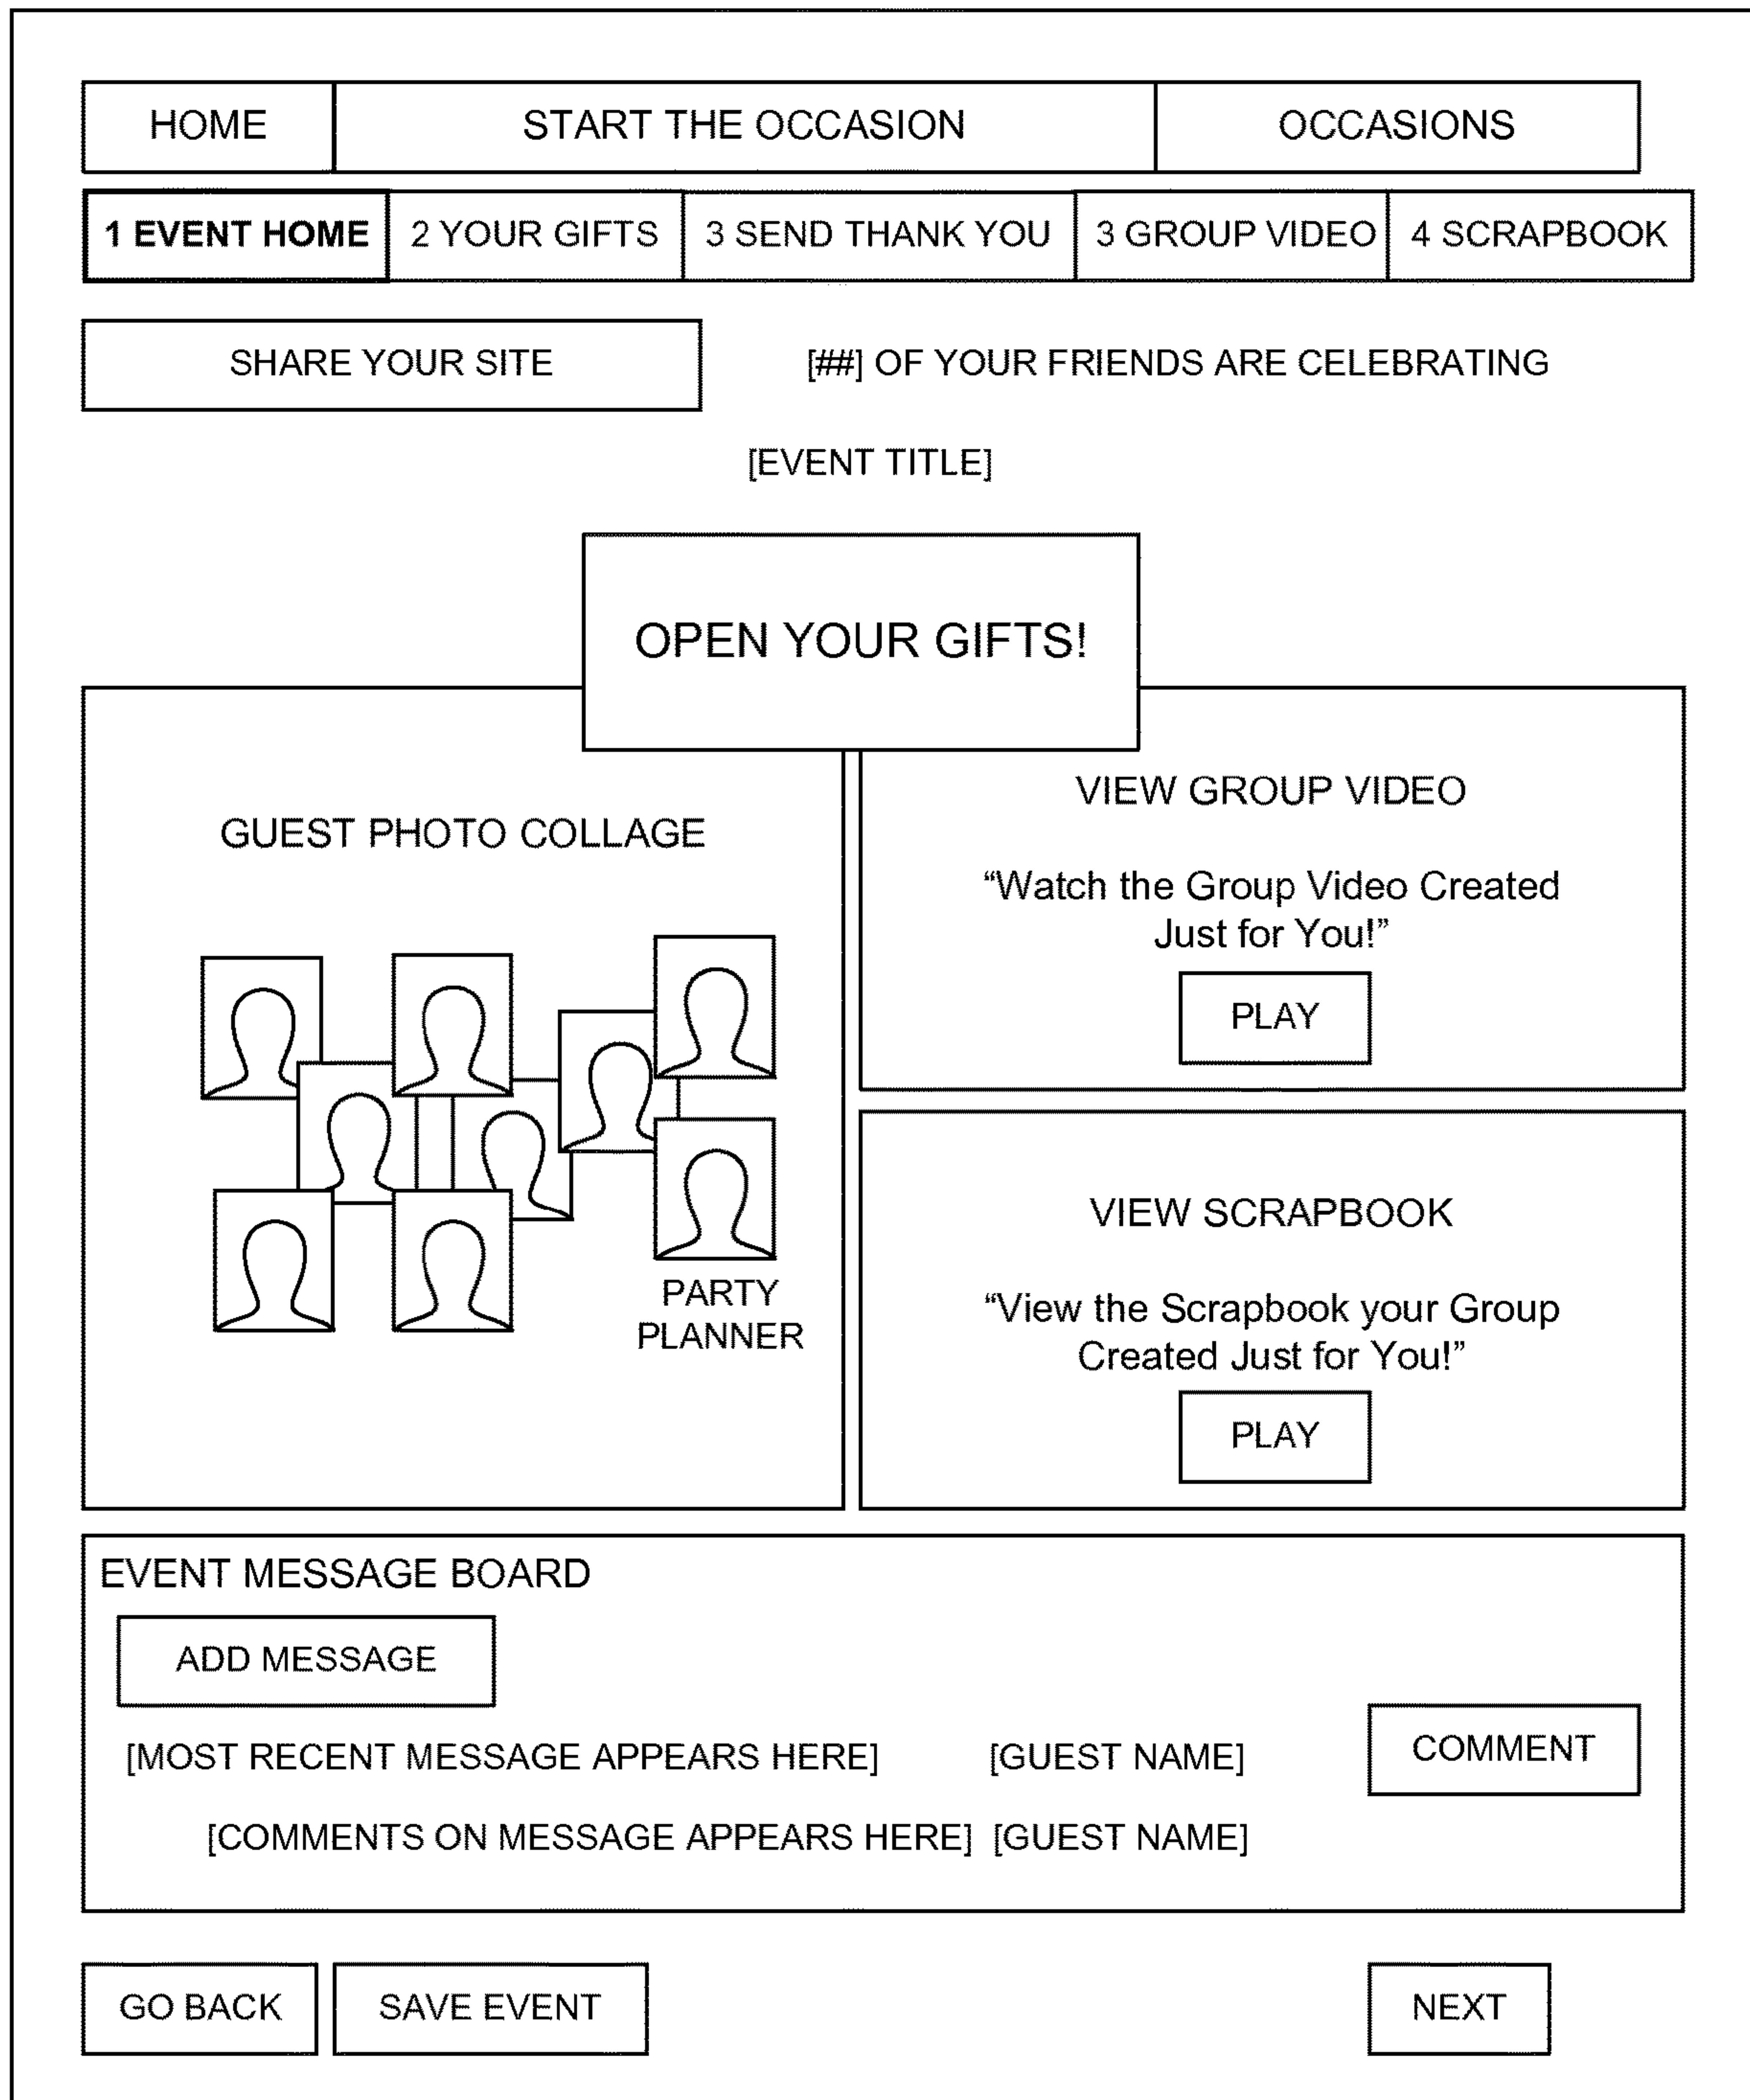 HOME START THE OCCASION OCCASIONS
1 EVENT HOME 2 YOUR GIFTS 3 SEND THANK YOU 3 GROUP VIDEO 4 SCRAPBOOK
SHARE YOUR SITE [##] OF YOUR FRIENDS ARE CELEBRATING
[EVENT TITLE]
OPEN YOUR GIFTS!
GUEST PHOTO COLLAGE
PARTY
PLANNER
VIEW GROUP VIDEO
“Watch the Group Video Created
Just for You!”
PLAY
VIEW SCRAPBOOK
“View the Scrapbook your Group
Created Just for You!”
PLAY
EVENT MESSAGE BOARD
ADD MESSAGE
[MOST RECENT MESSAGE APPEARS HERE] [GUEST NAME] COMMENT
[COMMENTS ON MESSAGE APPEARS HERE] [GUEST NAME]
GO BACK SAVE EVENT NEXT